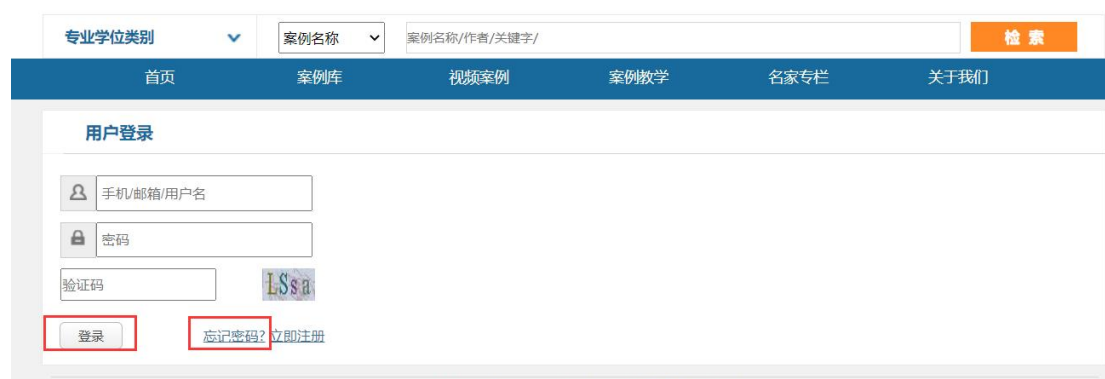 专业学位类别 案例名称 案例名称/作者/关键字/ 检 索
首页 案例库 视频案例 案例教学 名家专栏 关于我们
用户登录
手机/邮箱/用户名
密码
验证码 LSsa
登录 忘记密码? 立即注册